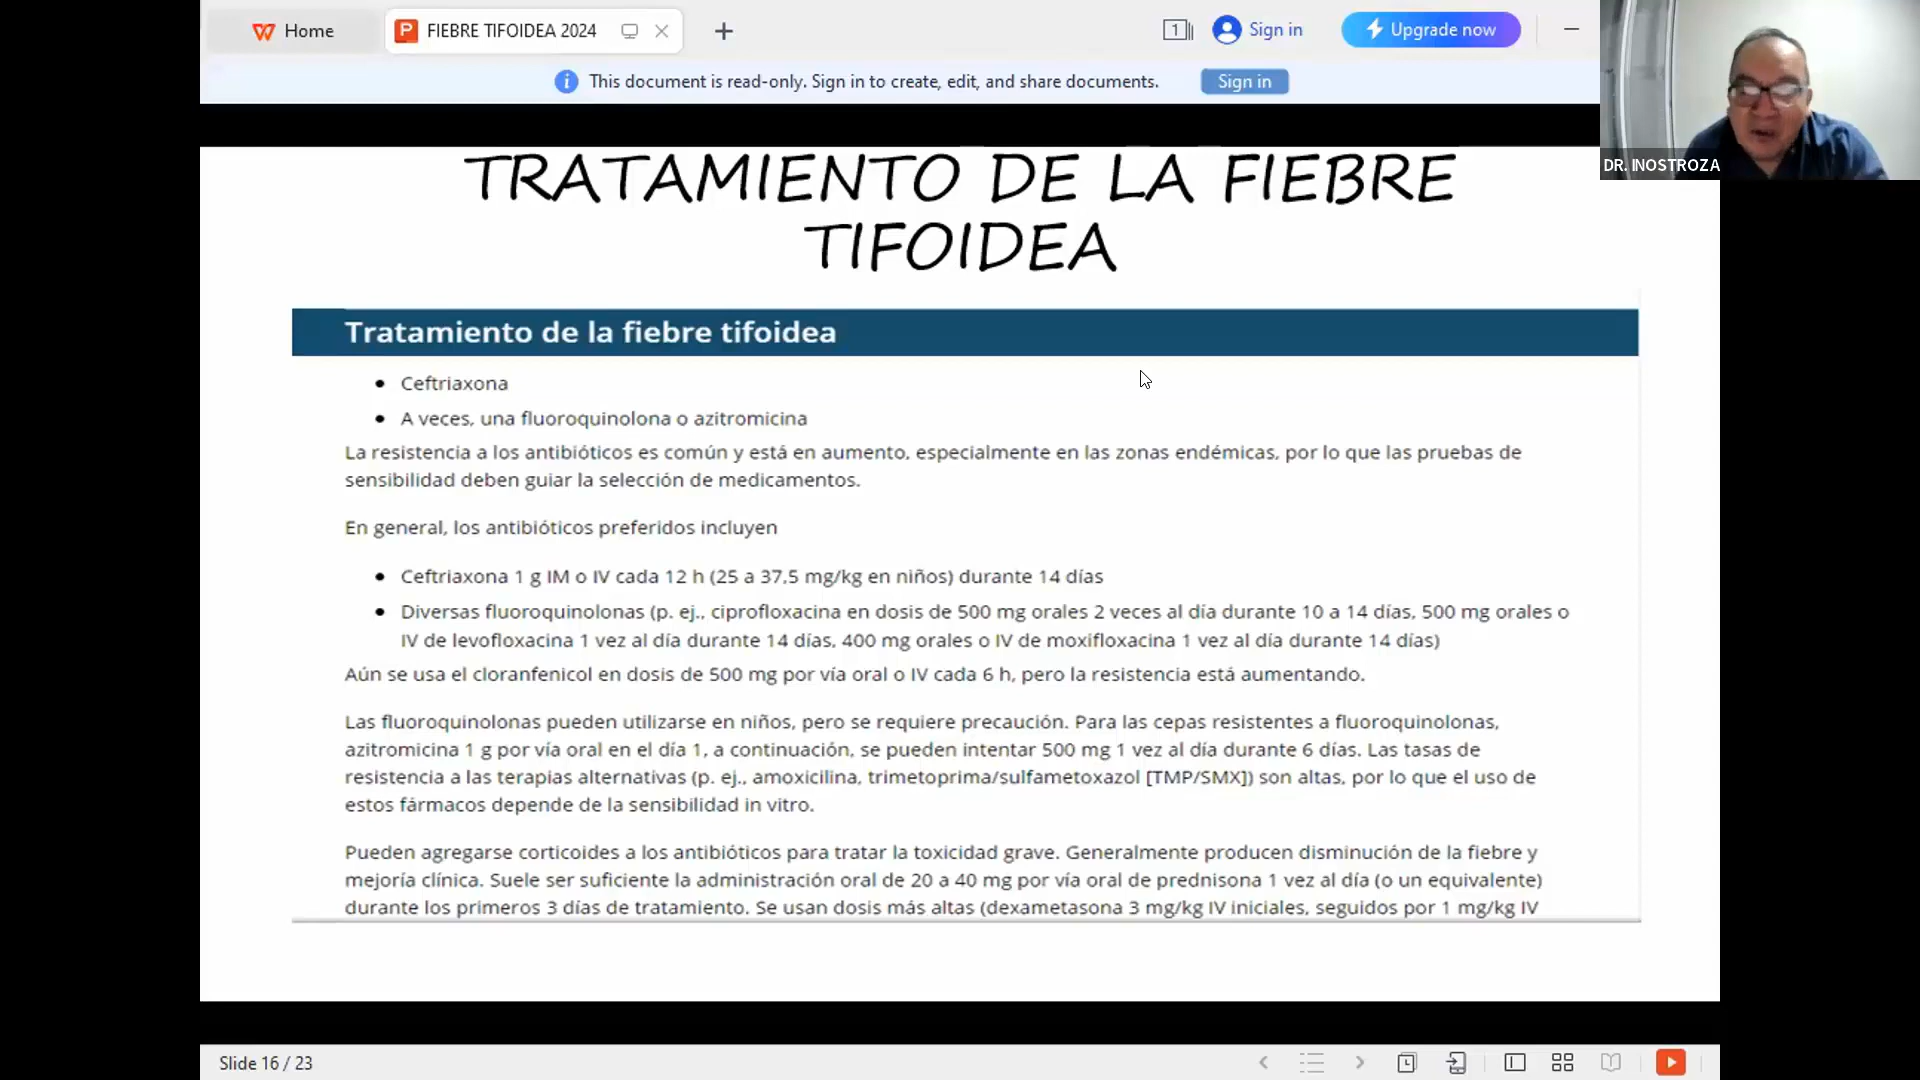 Home
FIEBRE TIFOIDEA 2024
1
Sign in
Upgrade now
This document is read-only. Sign in to create, edit, and share documents.
Sign in
DR. INOSTROZA
TRATAMIENTO DE LA FIEBRE
TIFOIDEA
Tratamiento de la fiebre tifoidea
• Ceftriaxona
• A veces, una fluoroquinolona o azitromicina
La resistencia a los antibióticos es común y está en aumento, especialmente en las zonas endémicas, por lo que las pruebas de
sensibilidad deben guiar la selección de medicamentos.
En general, los antibióticos preferidos incluyen
• Ceftriaxona 1 g IM o IV cada 12 h (25 a 37,5 mg/kg en niños) durante 14 días
• Diversas fluoroquinolonas (p. ej., ciprofloxacina en dosis de 500 mg orales 2 veces al día durante 10 a 14 días, 500 mg orales o
IV de levofloxacina 1 vez al día durante 14 días, 400 mg orales o IV de moxifloxacina 1 vez al día durante 14 días)
Aún se usa el cloranfenicol en dosis de 500 mg por vía oral o IV cada 6 h, pero la resistencia está aumentando.
Las fluoroquinolonas pueden utilizarse en niños, pero se requiere precaución. Para las cepas resistentes a fluoroquinolonas,
azitromicina 1 g por vía oral en el día 1, a continuación, se pueden intentar 500 mg 1 vez al día durante 6 días. Las tasas de
resistencia a las terapias alternativas (p. ej., amoxicilina, trimetoprima/sulfametoxazol [TMP/SMX]) son altas, por lo que el uso de
estos fármacos depende de la sensibilidad in vitro.
Pueden agregarse corticoides a los antibióticos para tratar la toxicidad grave. Generalmente producen disminución de la fiebre y
mejoría clínica. Suele ser suficiente la administración oral de 20 a 40 mg por vía oral de prednisona 1 vez al día (o un equivalente)
durante los primeros 3 días de tratamiento. Se usan dosis más altas (dexametasona 3 mg/kg IV iniciales, seguidos por 1 mg/kg IV
Slide 16 / 23